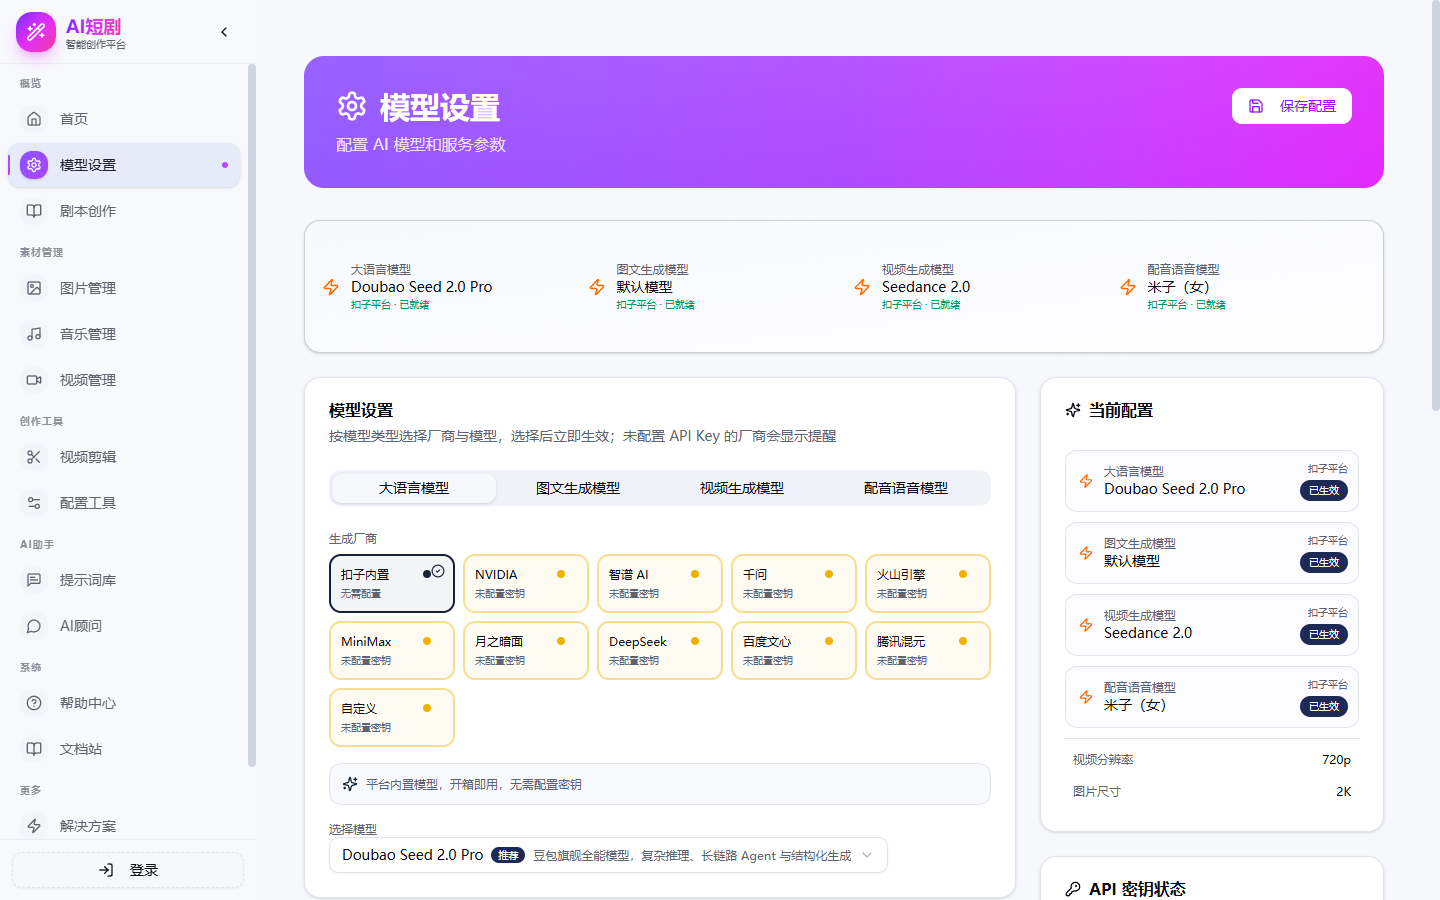 AI短剧
智能创作平台
概览
首页
模型设置
剧本创作
素材管理
图片管理
音乐管理
视频管理
创作工具
视频剪辑
配置工具
AI助手
提示词库
AI顾问
系统
帮助中心
文档站
更多
解决方案
登录
模型设置
配置 AI 模型和服务参数
保存配置
大语言模型
Doubao Seed 2.0 Pro
扣子平台 · 已就绪
图文生成模型
默认模型
扣子平台 · 已就绪
视频生成模型
Seedance 2.0
扣子平台 · 已就绪
配音语音模型
米子（女）
扣子平台 · 已就绪
模型设置
按模型类型选择厂商与模型，选择后立即生效；未配置 API Key 的厂商会显示提醒
大语言模型
图文生成模型
视频生成模型
配音语音模型
生成厂商
扣子内置
无需配置
NVIDIA
未配置密钥
智谱 AI
未配置密钥
千问
未配置密钥
火山引擎
未配置密钥
MiniMax
未配置密钥
月之暗面
未配置密钥
DeepSeek
未配置密钥
百度文心
未配置密钥
腾讯混元
未配置密钥
自定义
未配置密钥
平台内置模型，开箱即用，无需配置密钥
选择模型
Doubao Seed 2.0 Pro 推荐 豆包旗舰全能模型，复杂推理、长链路 Agent 与结构化生成
当前配置
大语言模型
Doubao Seed 2.0 Pro
扣子平台
已生效
图文生成模型
默认模型
扣子平台
已生效
视频生成模型
Seedance 2.0
扣子平台
已生效
配音语音模型
米子（女）
扣子平台
已生效
视频分辨率 720p
图片尺寸 2K
API 密钥状态